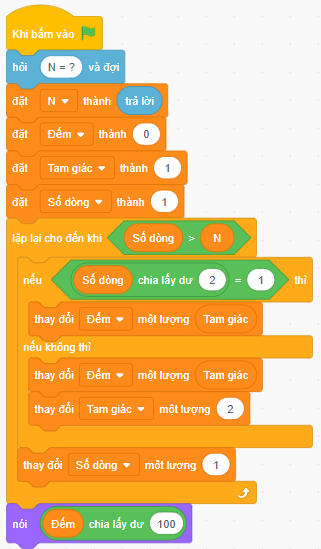 Khi bấm vào
hỏi N = ? và đợi
đặt N thành trả lời
đặt Đếm thành 0
đặt Tam giác thành 1
đặt Số dòng thành 1
lặp lại cho đến khi Số dòng > N
nếu Số dòng chia lấy dư 2 = 1 thì
thay đổi Đếm một lượng Tam giác
nếu không thì
thay đổi Đếm một lượng Tam giác
thay đổi Tam giác một lượng 2
thay đổi Số dòng một lượng 1
nói Đếm chia lấy dư 100